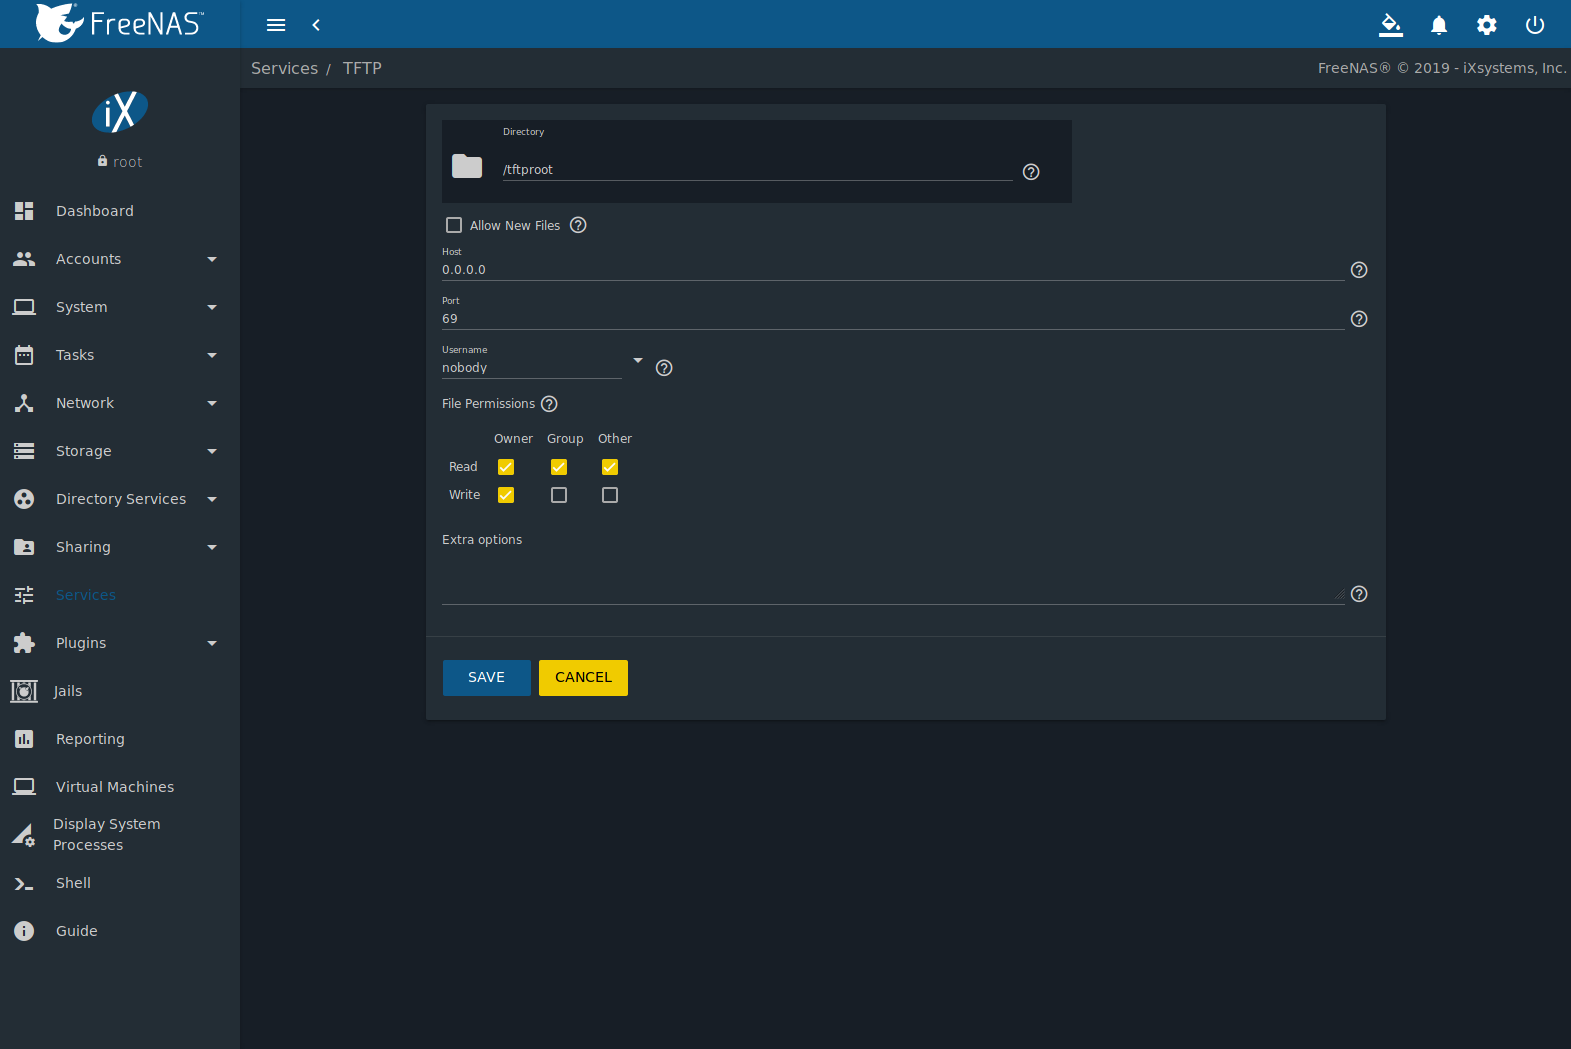 FreeNAS™
Services / TFTP
FreeNAS® © 2019 - iXsystems, Inc.
iX
root
Dashboard
Accounts
System
Tasks
Network
Storage
Directory Services
Sharing
Services
Plugins
Jails
Reporting
Virtual Machines
Display System
Processes
Shell
Guide
Directory
/tftproot
Allow New Files
Host
0.0.0.0
Port
69
Username
nobody
File Permissions
Owner Group Other
Read
Write
Extra options
SAVE CANCEL